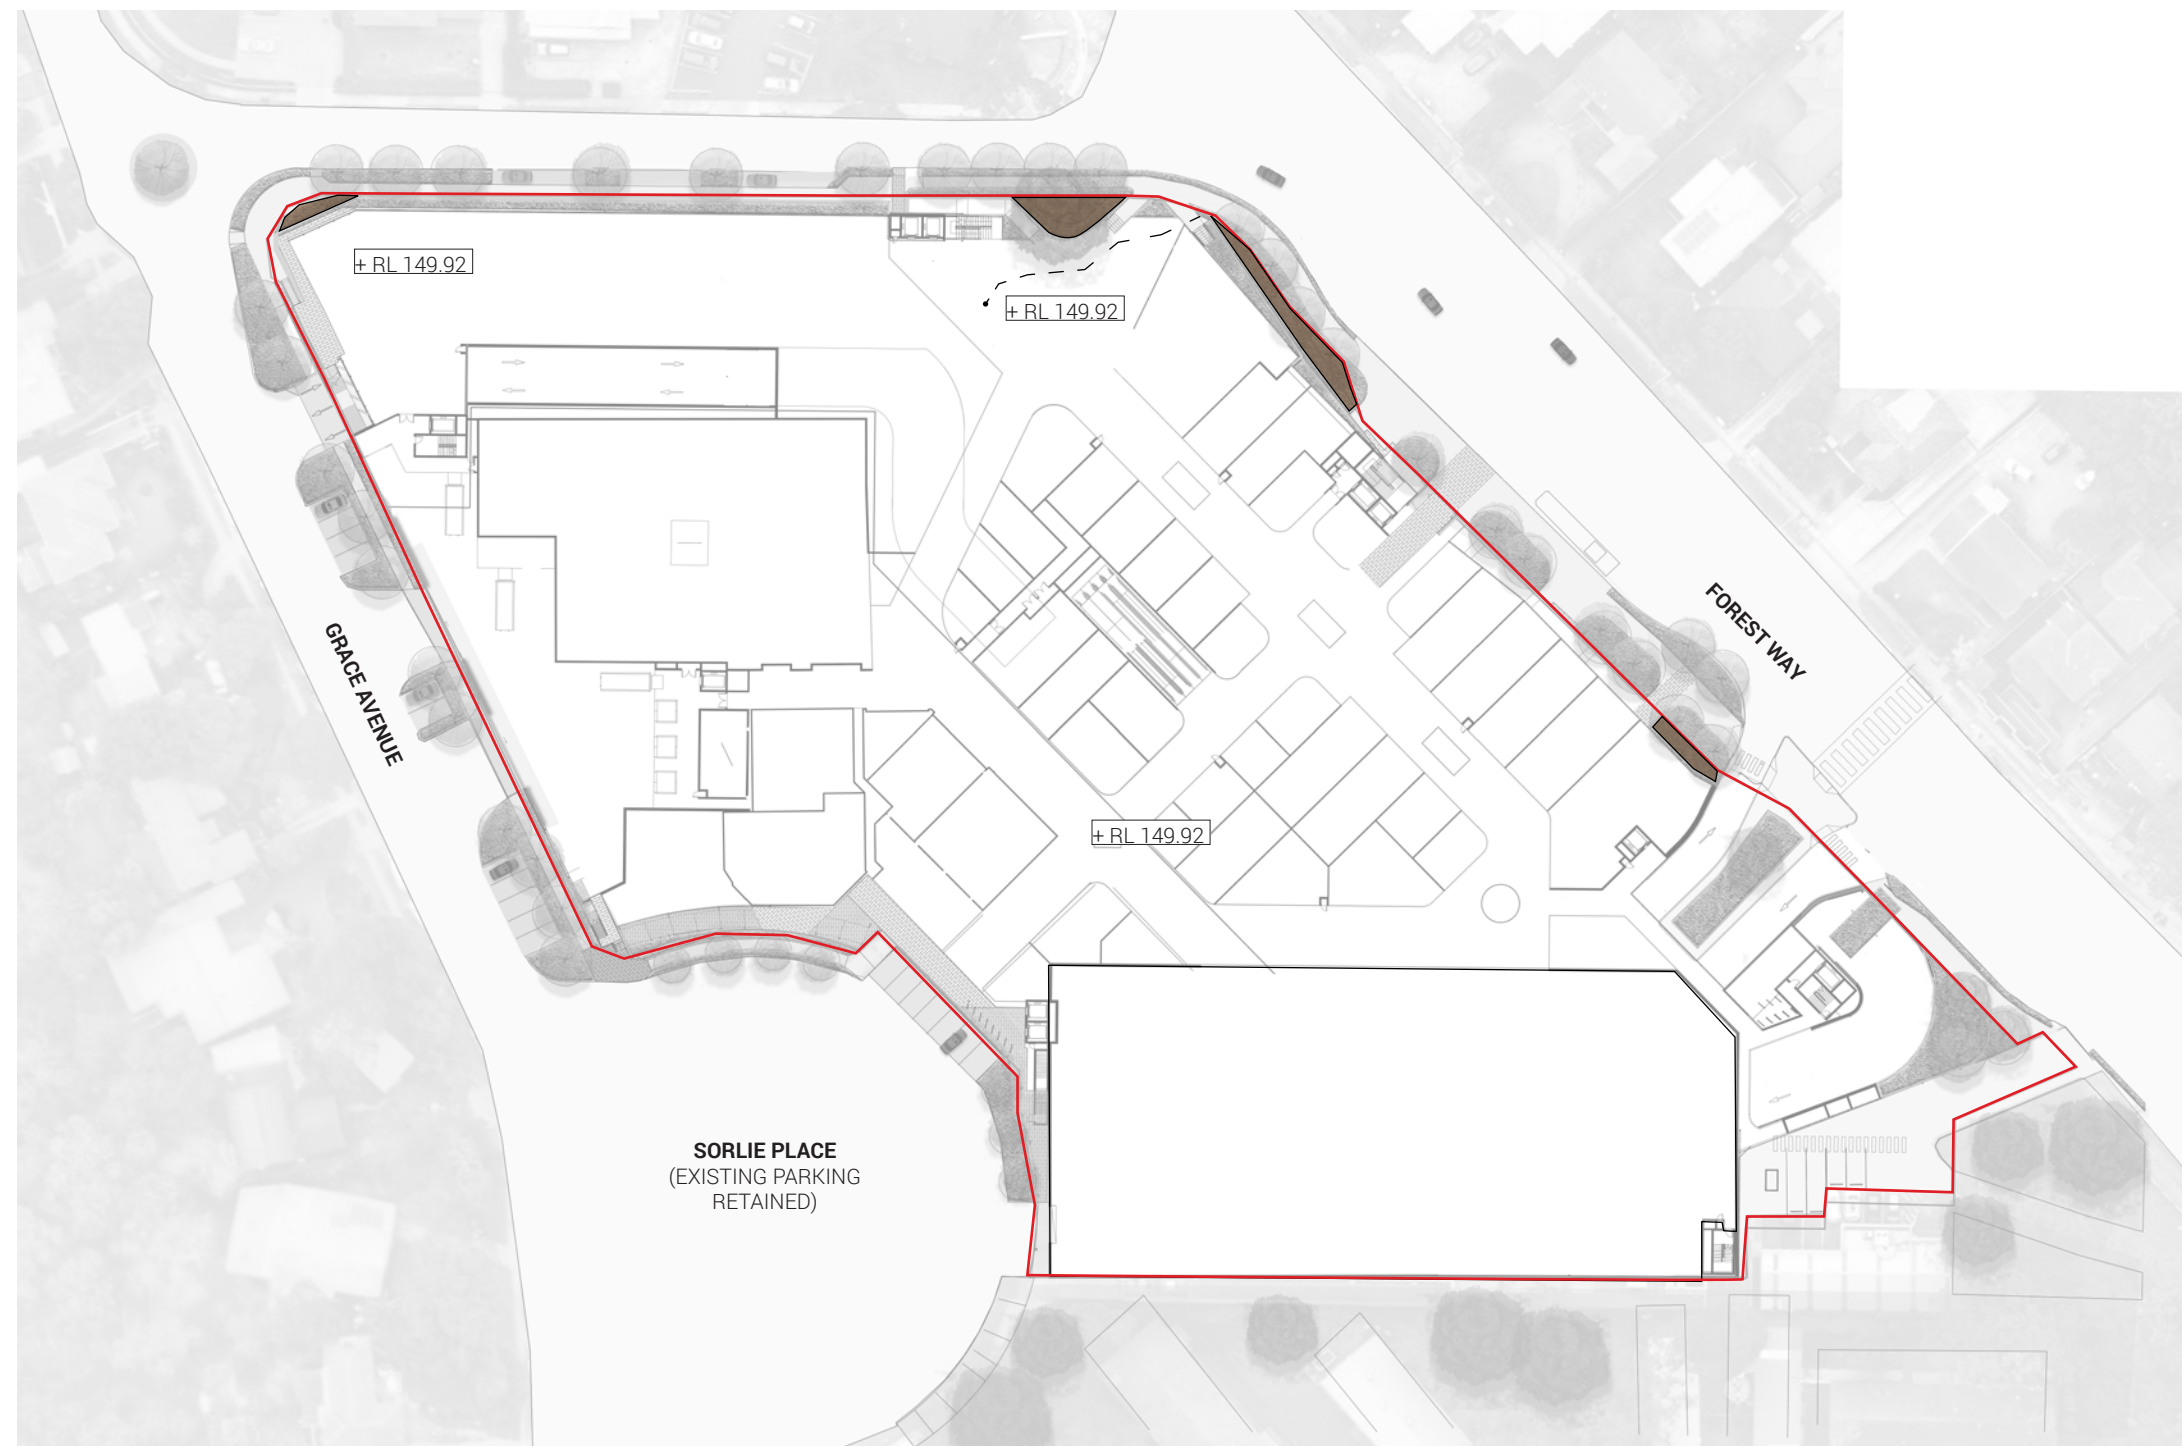 + RL 149.92
+ RL 149.92
FOREST WAY
GRACE AVENUE
+ RL 149.92
SORLIE PLACE
(EXISTING PARKING
RETAINED)